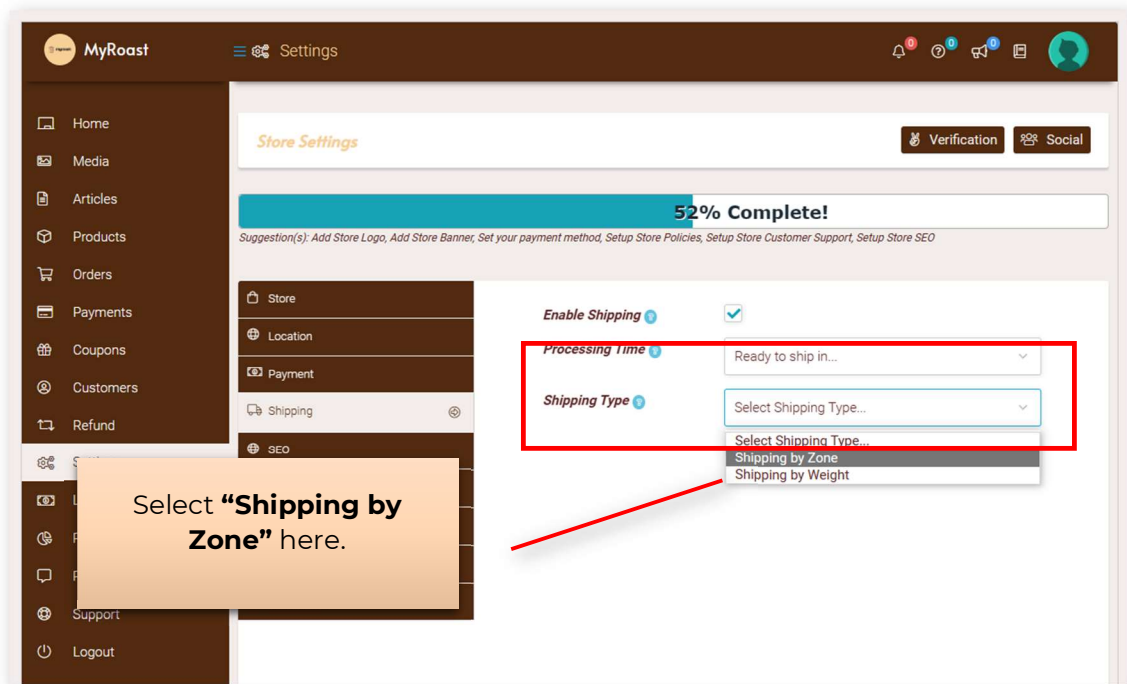 MyRoast
Settings
0
0
0
Home
Media
Articles
Products
Orders
Payments
Coupons
Customers
Refund
Support
Logout
Store Settings
Verification
Social
52% Complete!
Suggestion(s): Add Store Logo, Add Store Banner, Set your payment method, Setup Store Policies, Setup Store Customer Support, Setup Store SEO
Store
Location
Payment
Shipping
SEO
Enable Shipping
Processing Time
Ready to ship in...
Shipping Type
Select Shipping Type...
Select Shipping Type...
Shipping by Zone
Shipping by Weight
Select “Shipping by
Zone” here.